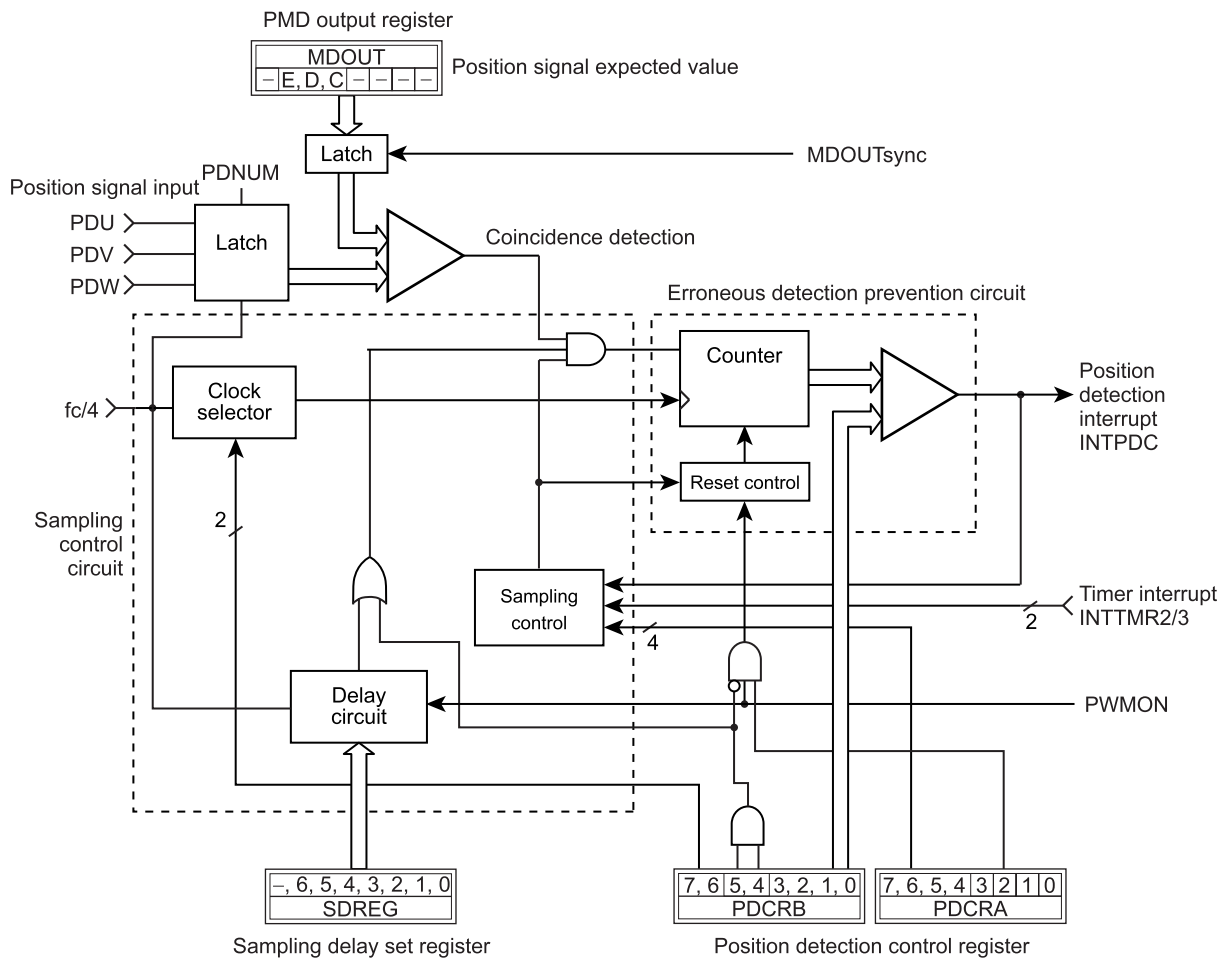 PMD output register
MDOUT
– E, D, C – – – –
Position signal expected value
Latch
MDOUTsync
PDNUM
Position signal input
PDU
PDV
PDW
Latch
Coincidence detection
Erroneous detection prevention circuit
Counter
Clock
selector
fc/4
Position
detection
interrupt
INTPDC
Reset control
2
Sampling
control
circuit
Sampling
control
Timer interrupt
INTTMR2/3
2
4
Delay
circuit
PWMON
–, 6, 5, 4, 3, 2, 1, 0
SDREG
Sampling delay set register
7, 6 5, 4 3, 2, 1, 0
PDCRB
7, 6, 5, 4 3 2 1 0
PDCRA
Position detection control register